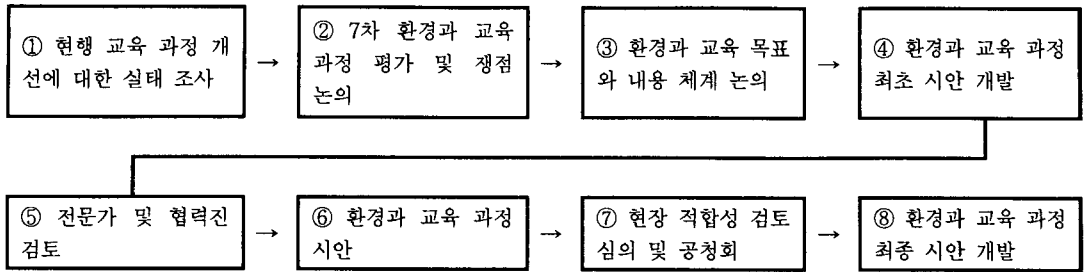 ① 현행 교육 과정 개
선에 대한 실태 조사
→
② 7차 환경과 교육
과정 평가 및 쟁점
논의
→
③ 환경과 교육 목표
와 내용 체계 논의
→
④ 환경과 교육 과정
최초 시안 개발
⑤ 전문가 및 협력진
검토
→
⑥ 환경과 교육 과정
시안
→
⑦ 현장 적합성 검토
심의 및 공청회
→
⑧ 환경과 교육 과정
최종 시안 개발